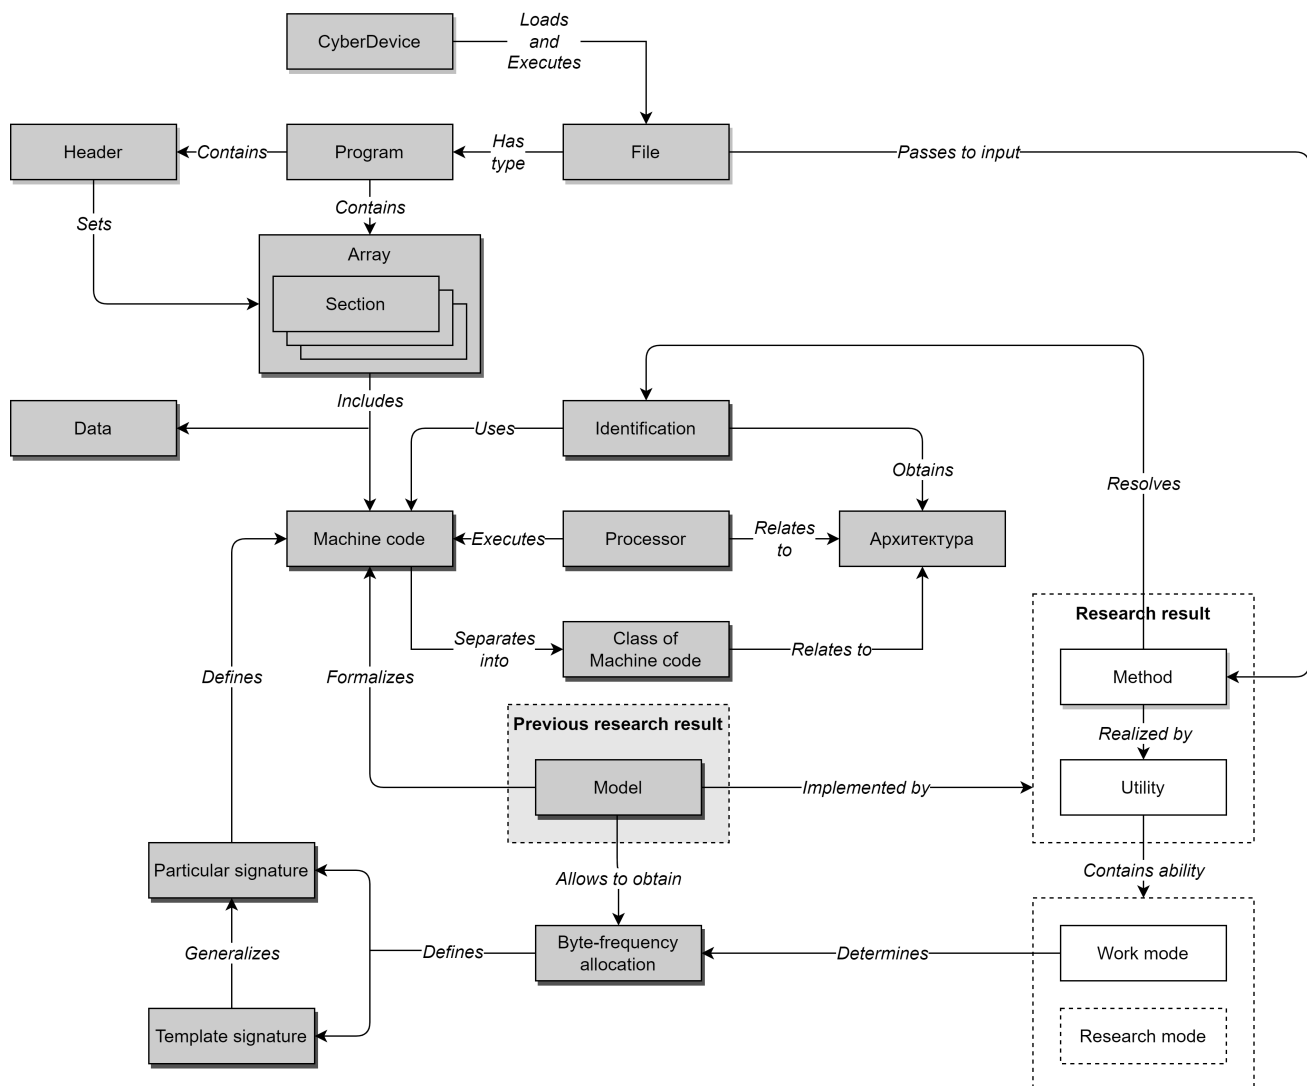 CyberDevice
Loads
and
Executes
Header
Contains
Program
Has
type
File
Passes to input
Sets
Contains
Array
Section
Includes
Data
Uses
Identification
Obtains
Resolves
Machine code
Executes
Processor
Relates
to
Архитектура
Separates
into
Class of
Machine code
Relates to
Research result
Method
Defines
Formalizes
Previous research result
Realized by
Model
Implemented by
Utility
Particular signature
Allows to obtain
Contains ability
Generalizes
Defines
Byte-frequency
allocation
Determines
Work mode
Template signature
Research mode